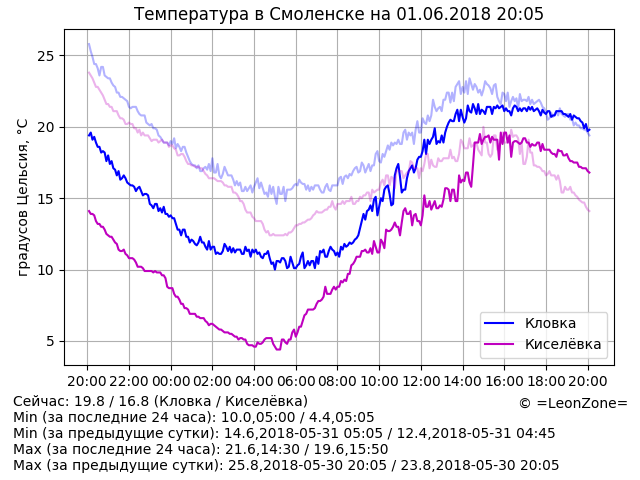 Температура в Смоленске на 01.06.2018 20:05
градусов Цельсия, °C
25
20
15
10
5
Кловка
Киселёвка
20:00 22:00 00:00 02:00 04:00 06:00 08:00 10:00 12:00 14:00 16:00 18:00 20:00
Сейчас: 19.8 / 16.8 (Кловка / Киселёвка)
© =LeonZone=
Min (за последние 24 часа): 10.0,05:00 / 4.4,05:05
Min (за предыдущие сутки): 14.6,2018-05-31 05:05 / 12.4,2018-05-31 04:45
Max (за последние 24 часа): 21.6,14:30 / 19.6,15:50
Max (за предыдущие сутки): 25.8,2018-05-30 20:05 / 23.8,2018-05-30 20:05